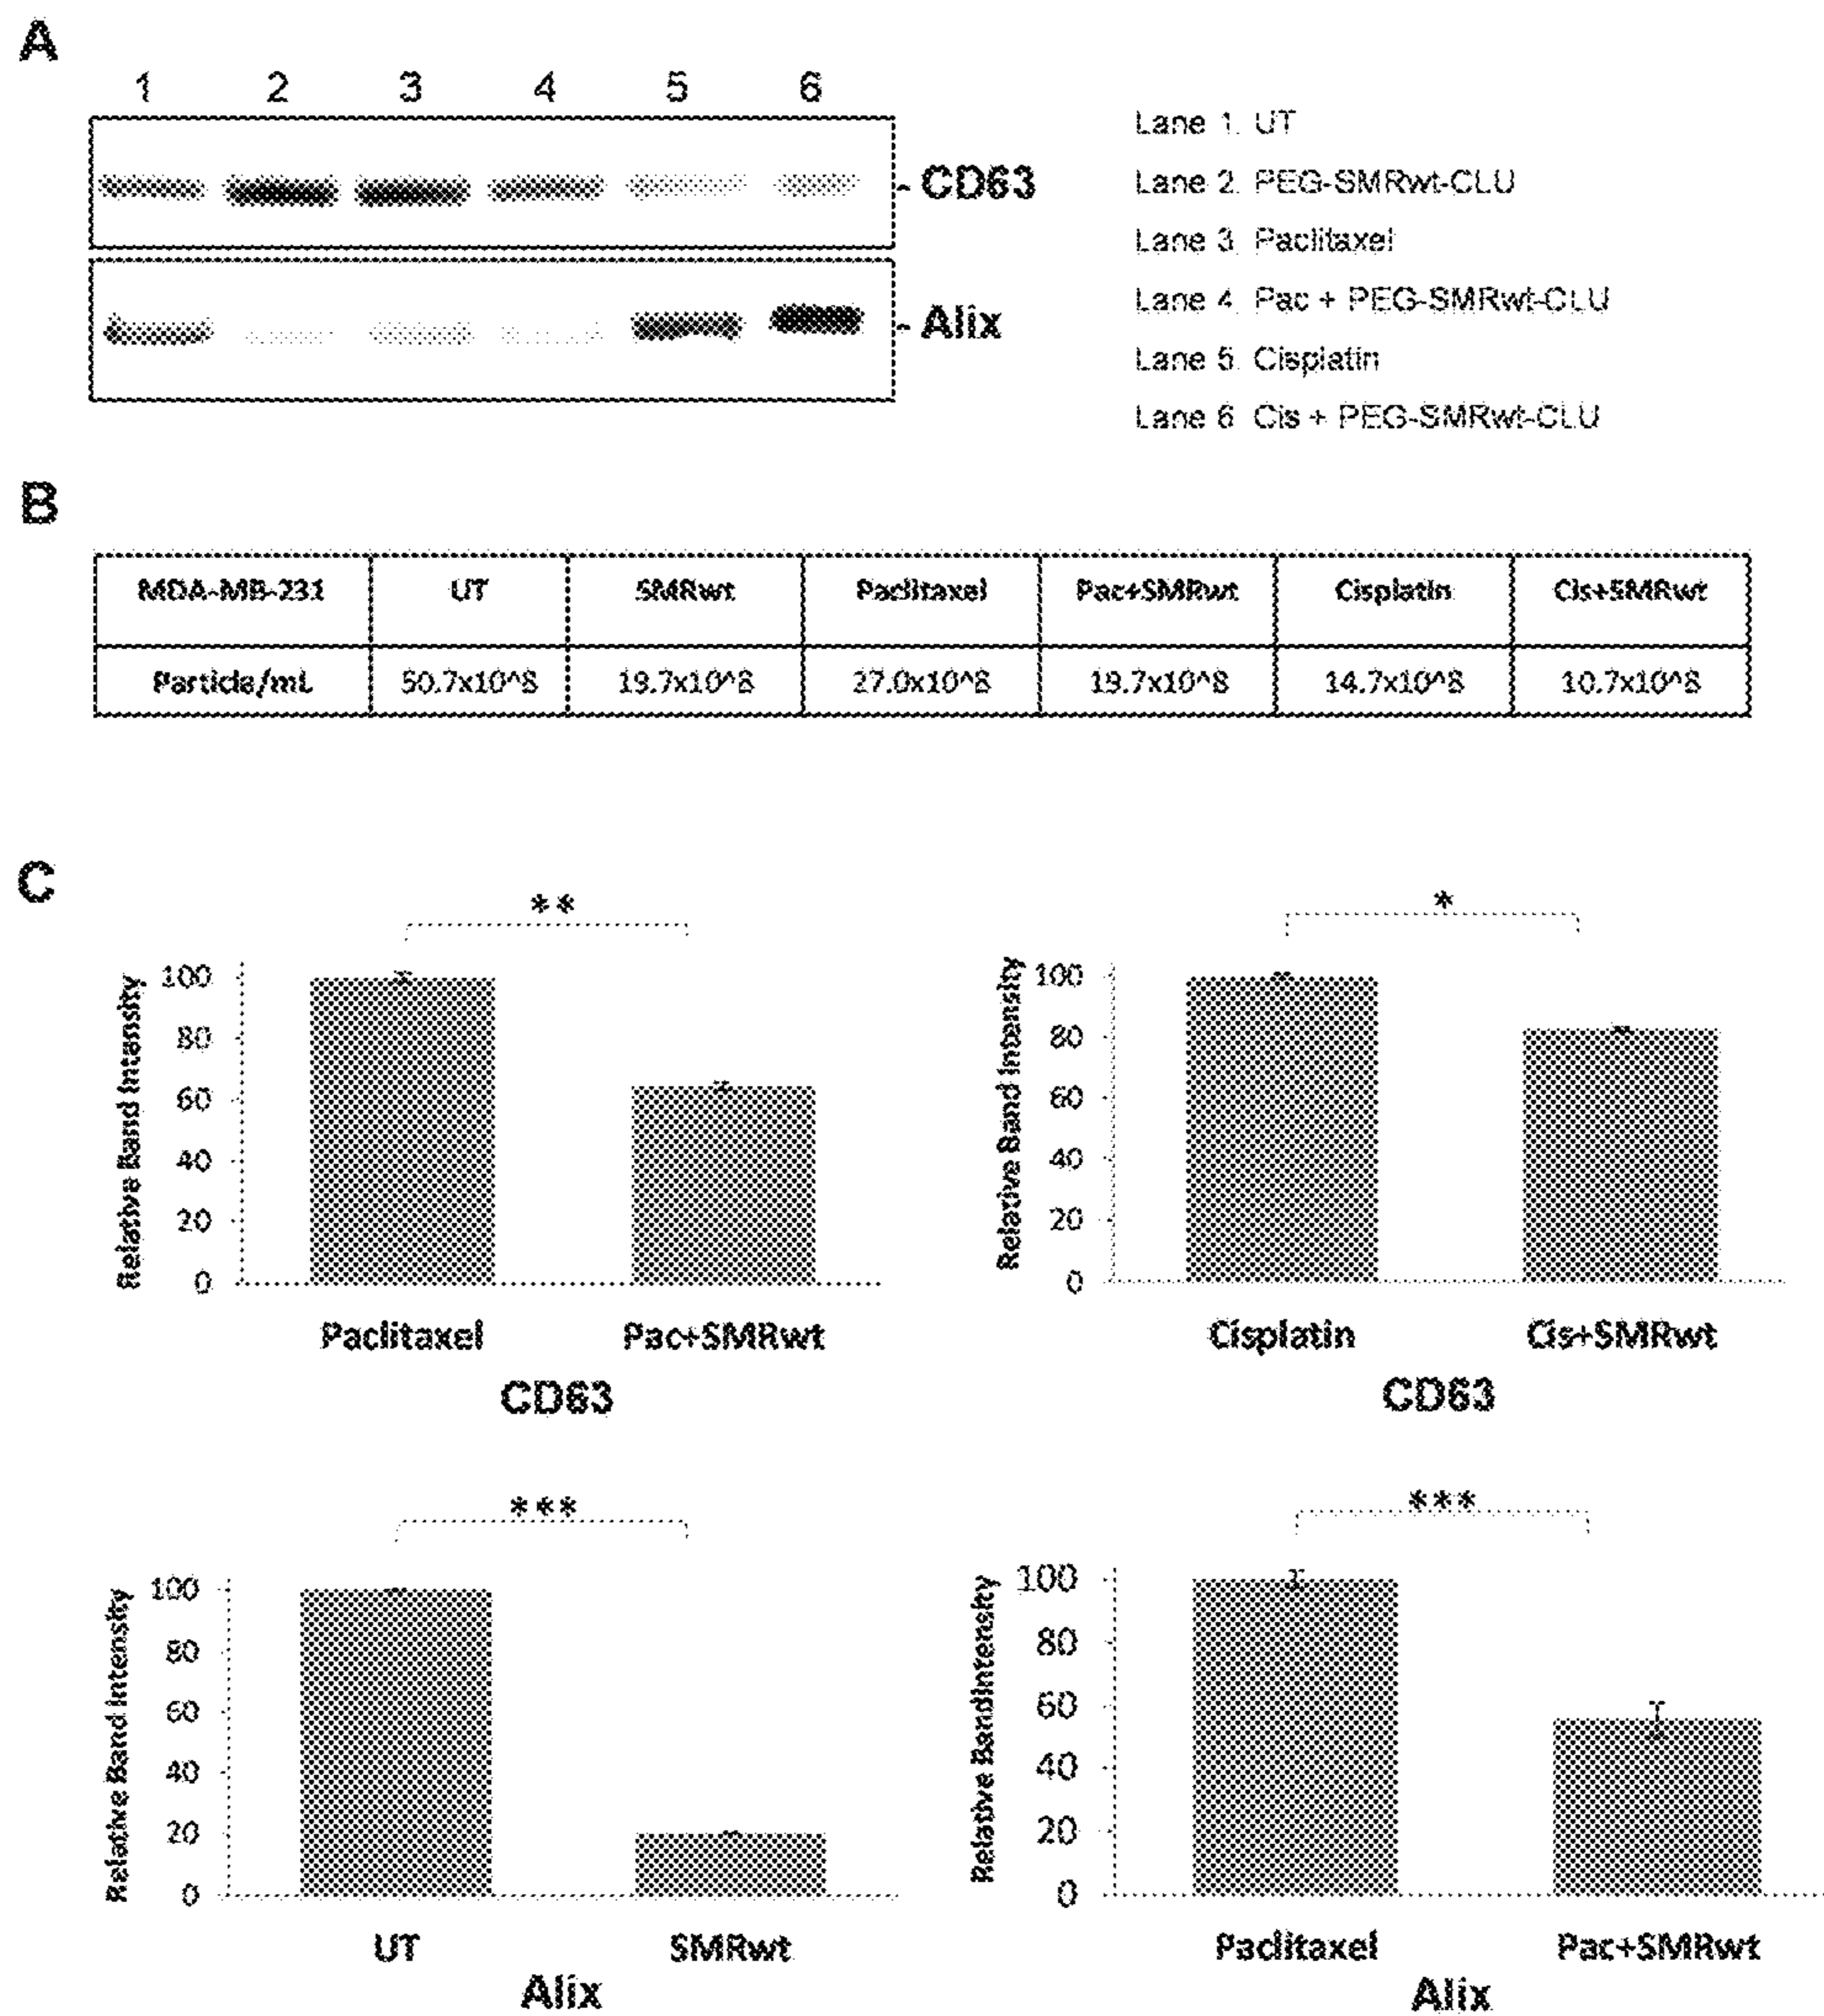 A
1 2 3 4 5 6
CD63
Alix
Lane 1. UT
Lane 2. PEG-SMRwt-CLU
Lane 3. Paclitaxel
Lane 4. Pac + PEG-SMRwt-CLU
Lane 5. Cisplatin
Lane 6. Cis + PEG-SMRwt-CLU
B
MDA-MB-231 UT SMRwt Paclitaxel Pac+SMRwt Cisplatin Cis+SMRwt
Particle/mL 50.7x10^8 19.7x10^8 27.0x10^8 19.7x10^8 14.7x10^8 10.7x10^8
C
**
Relative Band Intensity
100
80
60
40
20
0
Paclitaxel Pac+SMRwt
CD63
*
Relative Band Intensity
100
80
60
40
20
0
Cisplatin Cis+SMRwt
CD63
***
Relative Band Intensity
100
80
60
40
20
0
UT SMRwt
Alix
***
Relative BandIntensity
100
80
60
40
20
0
Paclitaxel Pac+SMRwt
Alix